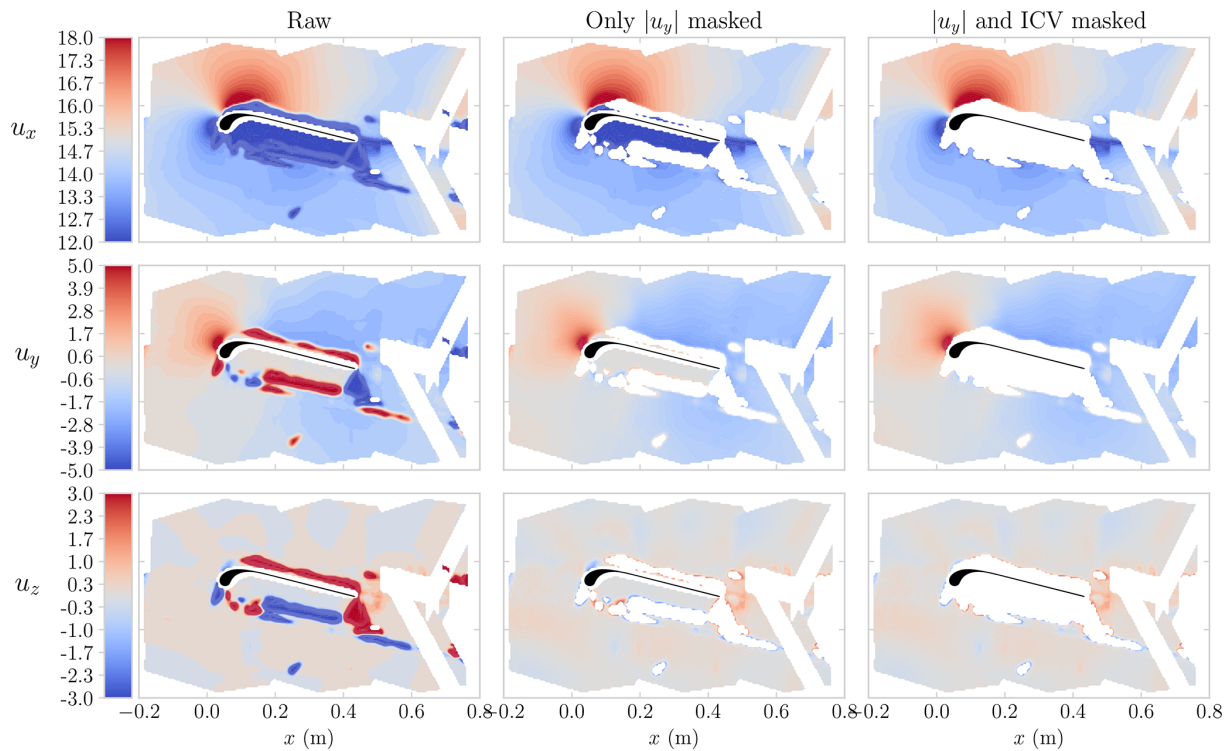 Raw
Only |u_y| masked
|u_y| and ICV masked
u_x
18.0
17.3
16.7
16.0
15.3
14.7
14.0
13.3
12.7
12.0
u_y
5.0
3.9
2.8
1.7
0.6
-0.6
-1.7
-2.8
-3.9
-5.0
u_z
3.0
2.3
1.7
1.0
0.3
-0.3
-1.0
-1.7
-2.3
-3.0
−0.2 0.0 0.2 0.4 0.6 0.8
−0.2 0.0 0.2 0.4 0.6 0.8
−0.2 0.0 0.2 0.4 0.6 0.8
x (m)
x (m)
x (m)